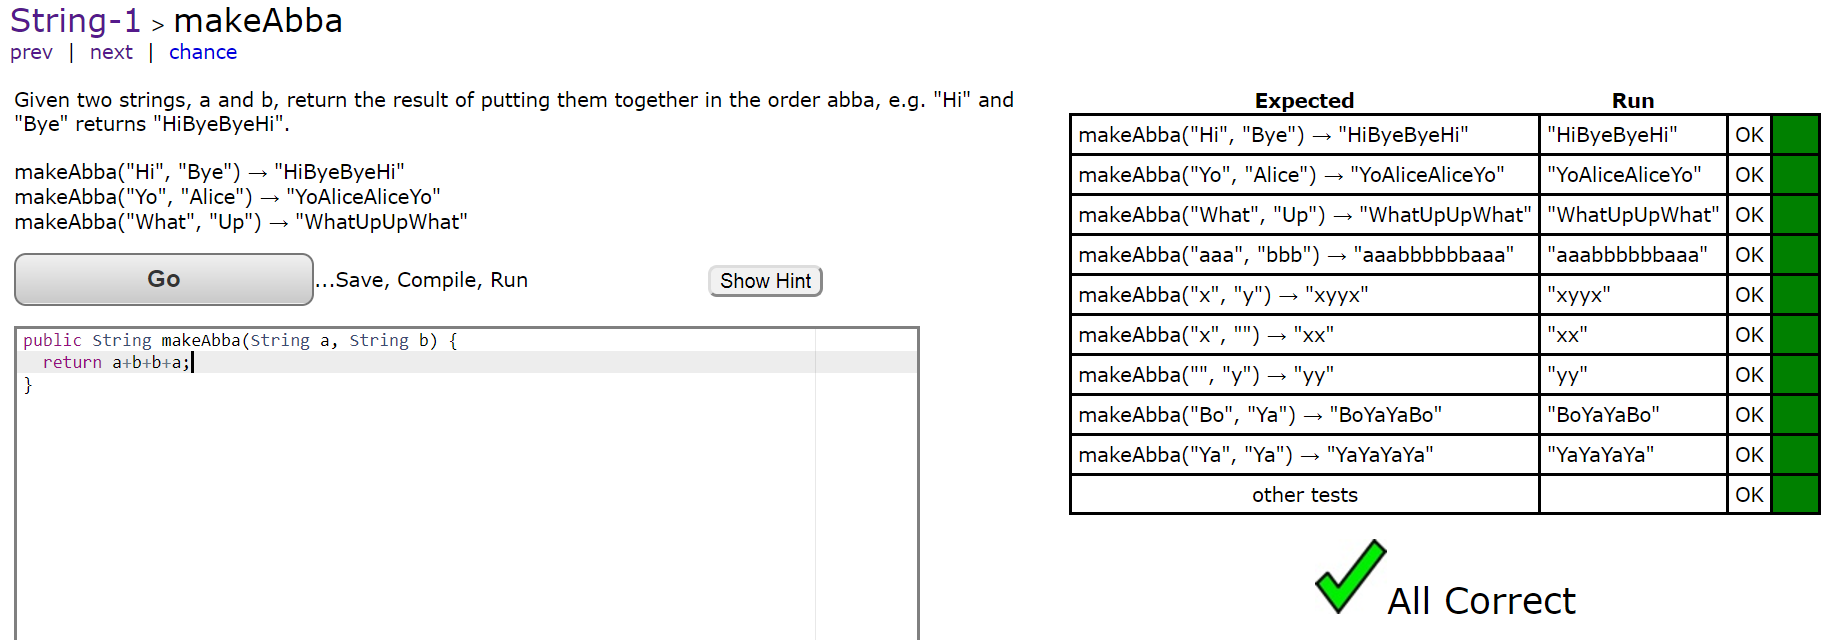 String-1 > makeAbba
prev | next | chance
Given two strings, a and b, return the result of putting them together in the order abba, e.g. "Hi" and
"Bye" returns "HiByeByeHi".
makeAbba("Hi", "Bye") → "HiByeByeHi"
makeAbba("Yo", "Alice") → "YoAliceAliceYo"
makeAbba("What", "Up") → "WhatUpUpWhat"
Go ...Save, Compile, Run Show Hint
public String makeAbba(String a, String b) {
  return a+b+b+a;
}
Expected Run
makeAbba("Hi", "Bye") → "HiByeByeHi" "HiByeByeHi" OK
makeAbba("Yo", "Alice") → "YoAliceAliceYo" "YoAliceAliceYo" OK
makeAbba("What", "Up") → "WhatUpUpWhat" "WhatUpUpWhat" OK
makeAbba("aaa", "bbb") → "aaabbbbbbaaa" "aaabbbbbbaaa" OK
makeAbba("x", "y") → "xyyx" "xyyx" OK
makeAbba("x", "") → "xx" "xx" OK
makeAbba("", "y") → "yy" "yy" OK
makeAbba("Bo", "Ya") → "BoYaYaBo" "BoYaYaBo" OK
makeAbba("Ya", "Ya") → "YaYaYaYa" "YaYaYaYa" OK
other tests OK
All Correct